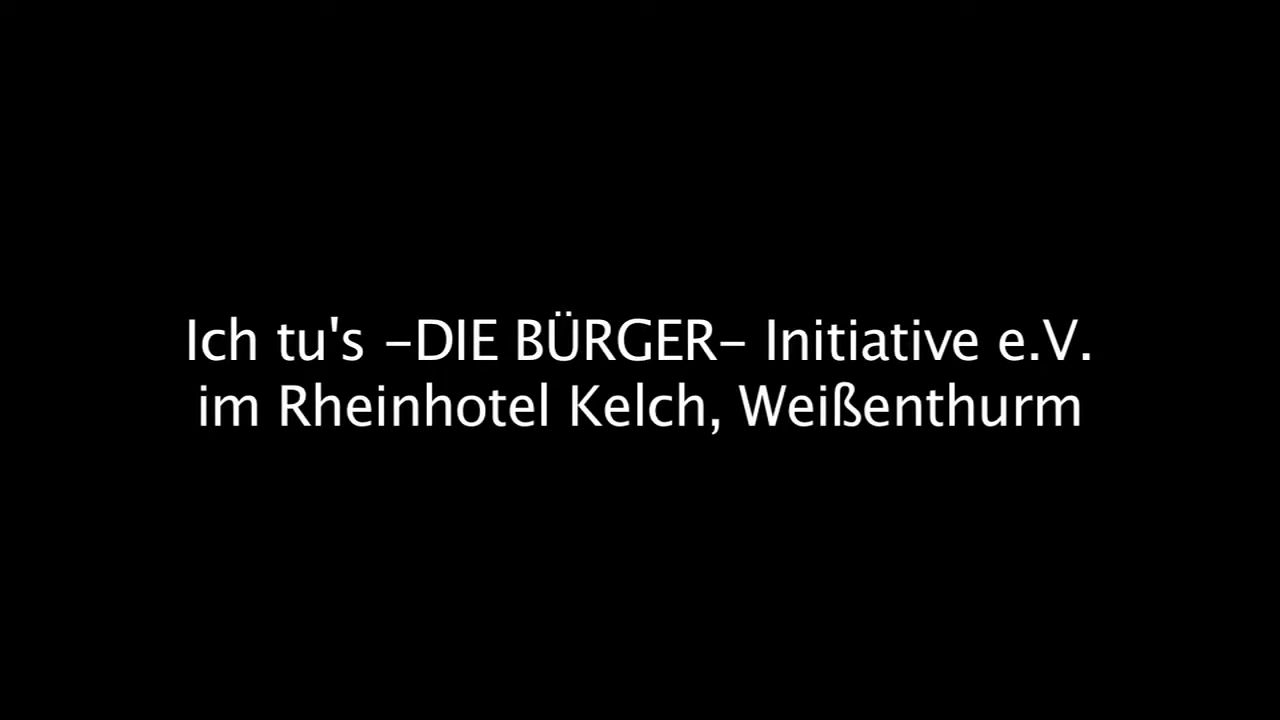 Ich tu's –DIE BÜRGER– Initiative e.V.
im Rheinhotel Kelch, Weißenthurm